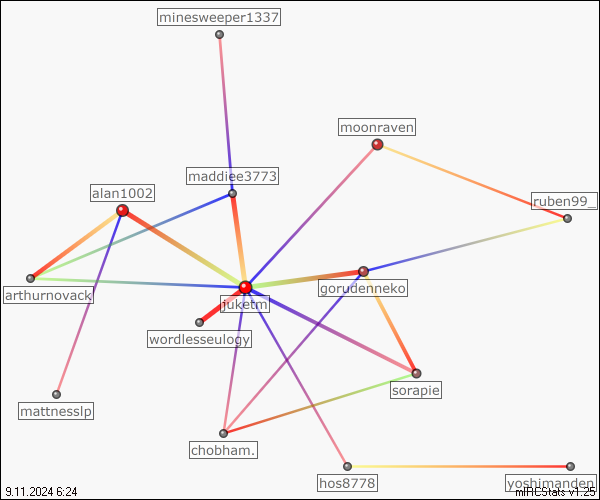 minesweeper1337
moonraven
maddiee3773
alan1002
ruben99_
arthurnovack
gorudenneko
juketm
wordlesseulogy
sorapie
mattnesslp
chobham.
hos8778
yoshimanden
9.11.2024 6:24
mIRCStats v1.25